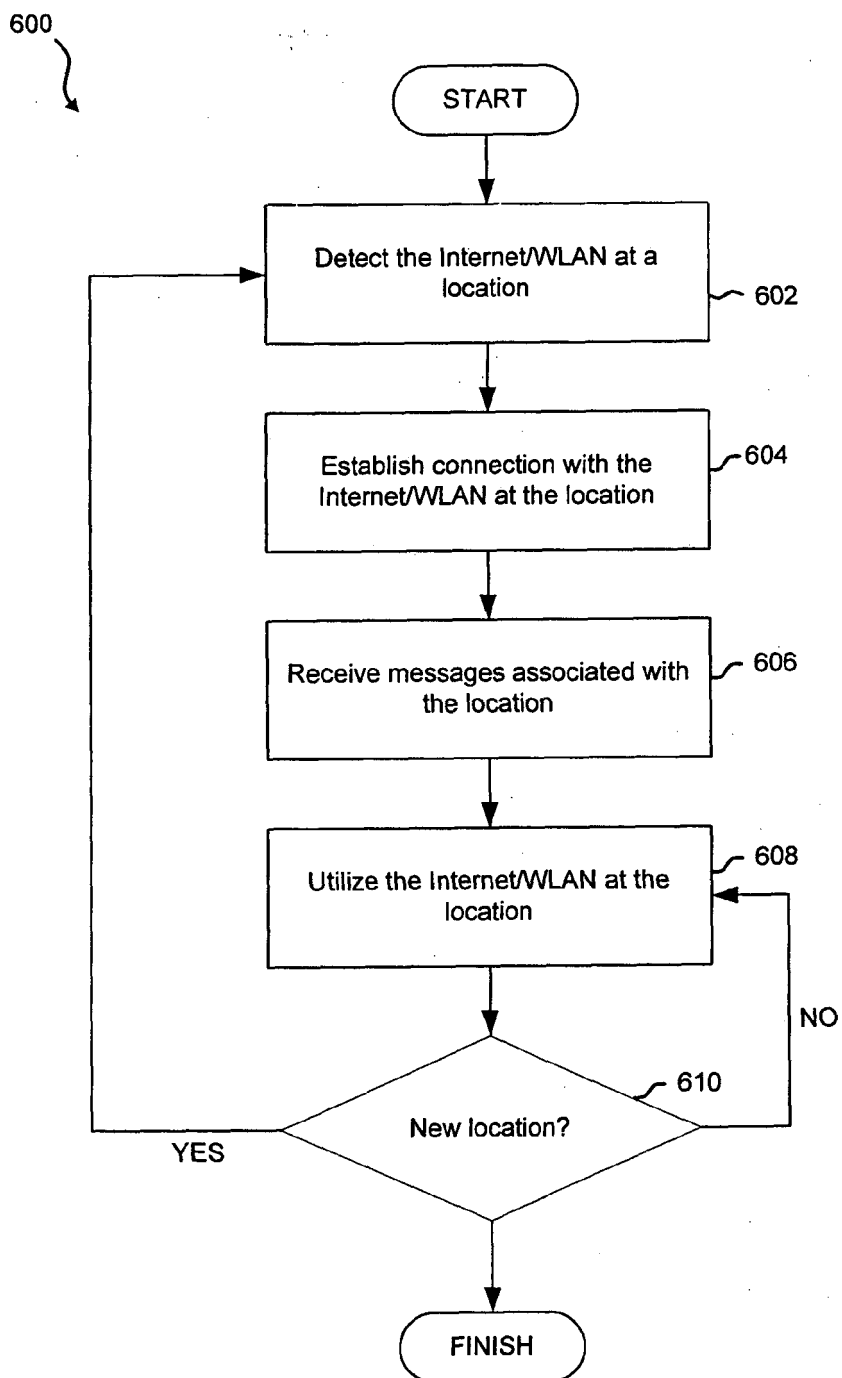 600
START
Detect the Internet/WLAN at a
location
602
Establish connection with the
Internet/WLAN at the location
604
Receive messages associated with
the location
606
Utilize the Internet/WLAN at the
location
608
NO
610
New location?
YES
FINISH